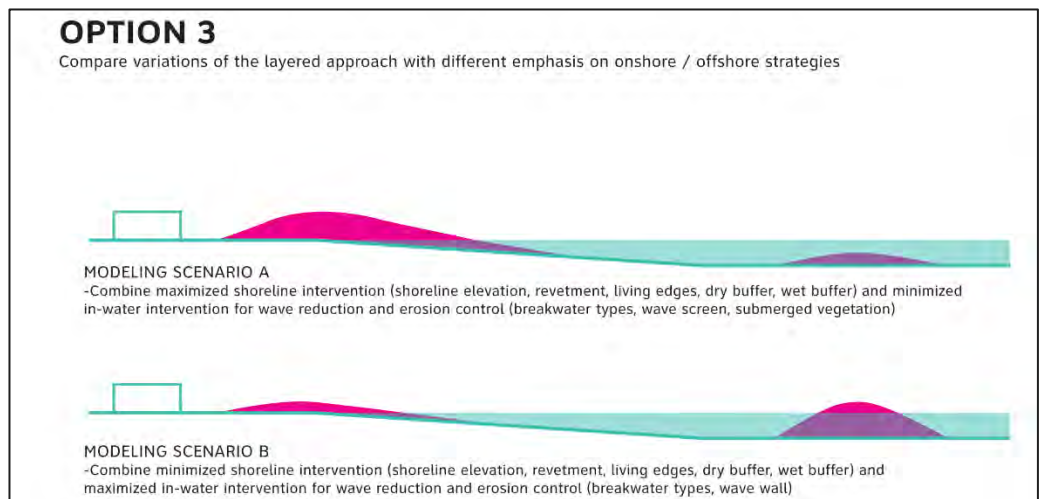 OPTION 3
Compare variations of the layered approach with different emphasis on onshore / offshore strategies
MODELING SCENARIO A
-Combine maximized shoreline intervention (shoreline elevation, revetment, living edges, dry buffer, wet buffer) and minimized
in-water intervention for wave reduction and erosion control (breakwater types, wave screen, submerged vegetation)
MODELING SCENARIO B
-Combine minimized shoreline intervention (shoreline elevation, revetment, living edges, dry buffer, wet buffer) and
maximized in-water intervention for wave reduction and erosion control (breakwater types, wave wall)